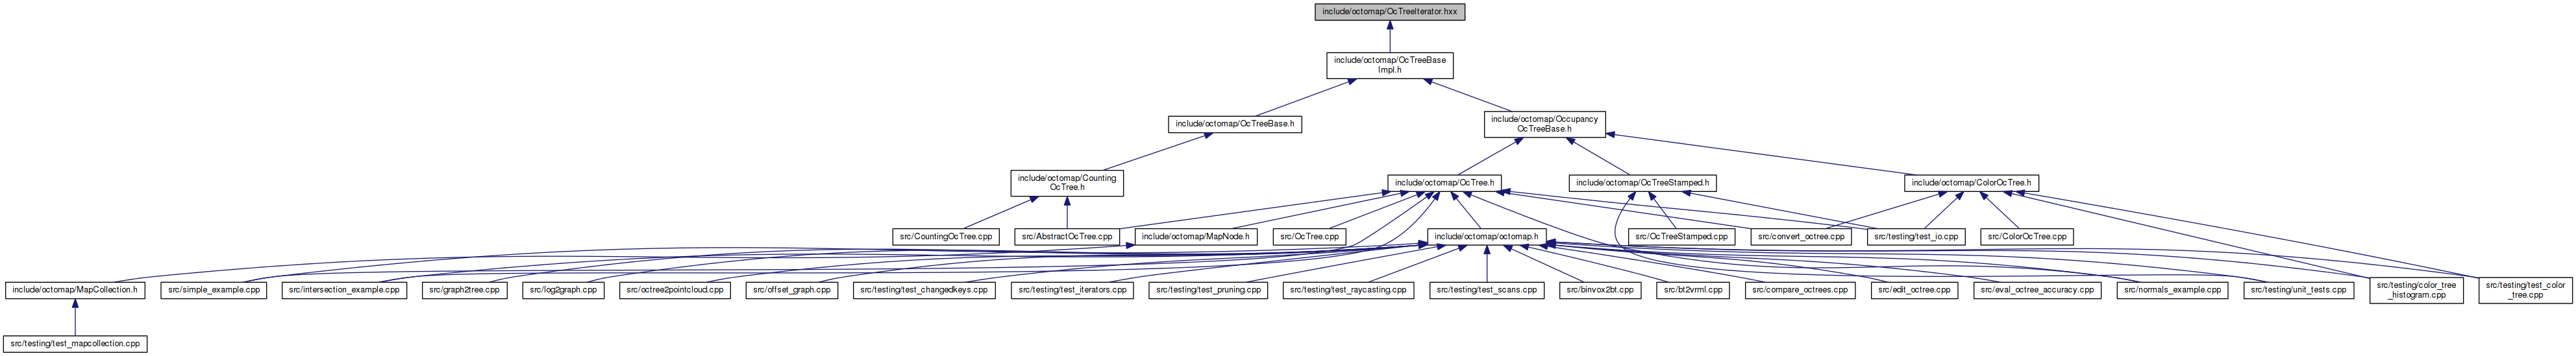 include/octomap/OcTreeIterator.hxx
include/octomap/OcTreeBase
Impl.h
include/octomap/OcTreeBase.h
include/octomap/Occupancy
OcTreeBase.h
include/octomap/Counting
OcTree.h
include/octomap/OcTree.h
include/octomap/OcTreeStamped.h
include/octomap/ColorOcTree.h
src/CountingOcTree.cpp
src/AbstractOcTree.cpp
include/octomap/MapNode.h
src/OcTree.cpp
include/octomap/octomap.h
src/OcTreeStamped.cpp
src/convert_octree.cpp
src/testing/test_io.cpp
src/ColorOcTree.cpp
include/octomap/MapCollection.h
src/simple_example.cpp
src/intersection_example.cpp
src/graph2tree.cpp
src/log2graph.cpp
src/octree2pointcloud.cpp
src/offset_graph.cpp
src/testing/test_changedkeys.cpp
src/testing/test_iterators.cpp
src/testing/test_pruning.cpp
src/testing/test_raycasting.cpp
src/testing/test_scans.cpp
src/binvox2bt.cpp
src/bt2vrml.cpp
src/compare_octrees.cpp
src/edit_octree.cpp
src/eval_octree_accuracy.cpp
src/normals_example.cpp
src/testing/unit_tests.cpp
src/testing/color_tree
_histogram.cpp
src/testing/test_color
_tree.cpp
src/testing/test_mapcollection.cpp